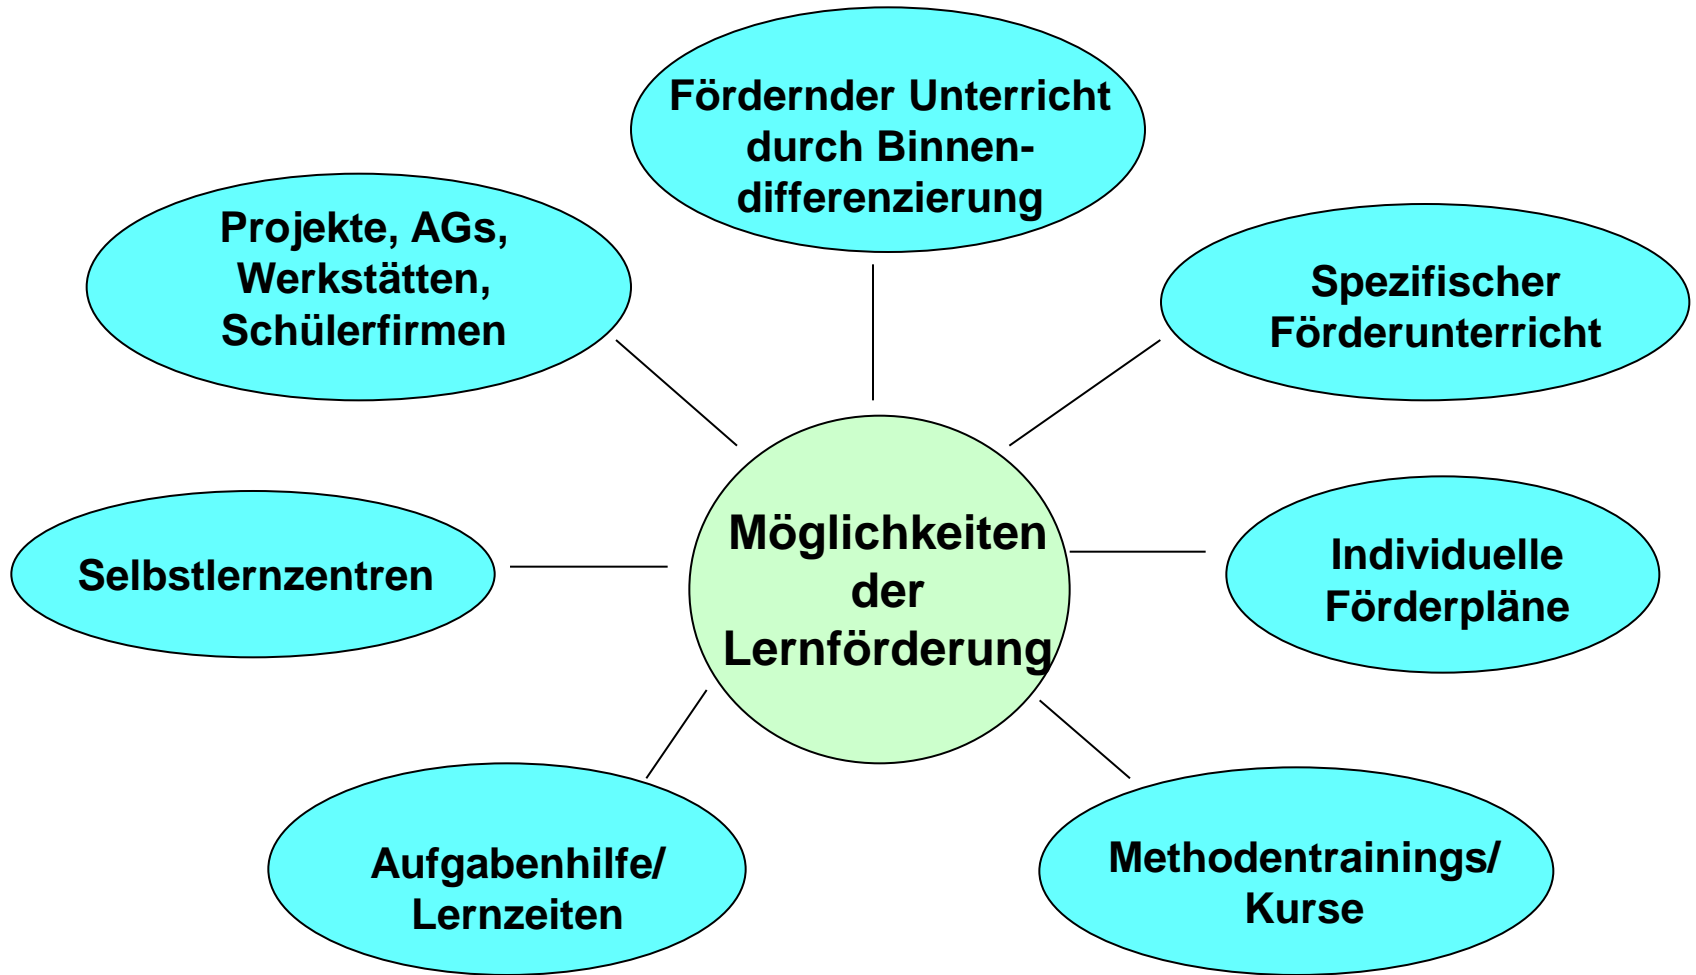 Fördernder Unterricht
durch Binnen-
differenzierung
Projekte, AGs,
Werkstätten,
Schülerfirmen
Spezifischer
Förderunterricht
Möglichkeiten
der
Lernförderung
Selbstlernzentren
Individuelle
Förderpläne
Aufgabenhilfe/
Lernzeiten
Methodentrainings/
Kurse